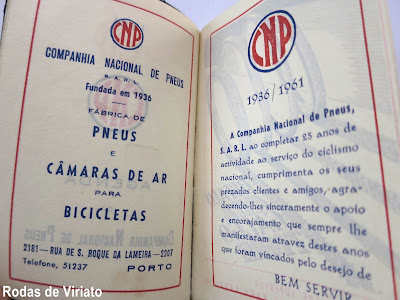 CNP
COMPANHIA NACIONAL DE PNEUS
S. A. R. L.
Fundada em 1936
FÁBRICA DE
PNEUS
E
CÂMARAS DE AR
PARA
BICICLETAS
2181—RUA DE S. ROQUE DA LAMEIRA—2207
Telefone, 51237 PORTO
CNP
1936/1961
A Companhia Nacional de Pneus,
S. A. R. L. ao completar 25 anos de
actividade ao serviço do ciclismo
nacional, cumprimenta os seus
prezados clientes e amigos, agra-
decendo-lhes sinceramente o apoio
e encorajamento que sempre lhe
manifestaram atravez destes anos
que foram vincados pelo desejo de
BEM SERVIR
Rodas de Viriato